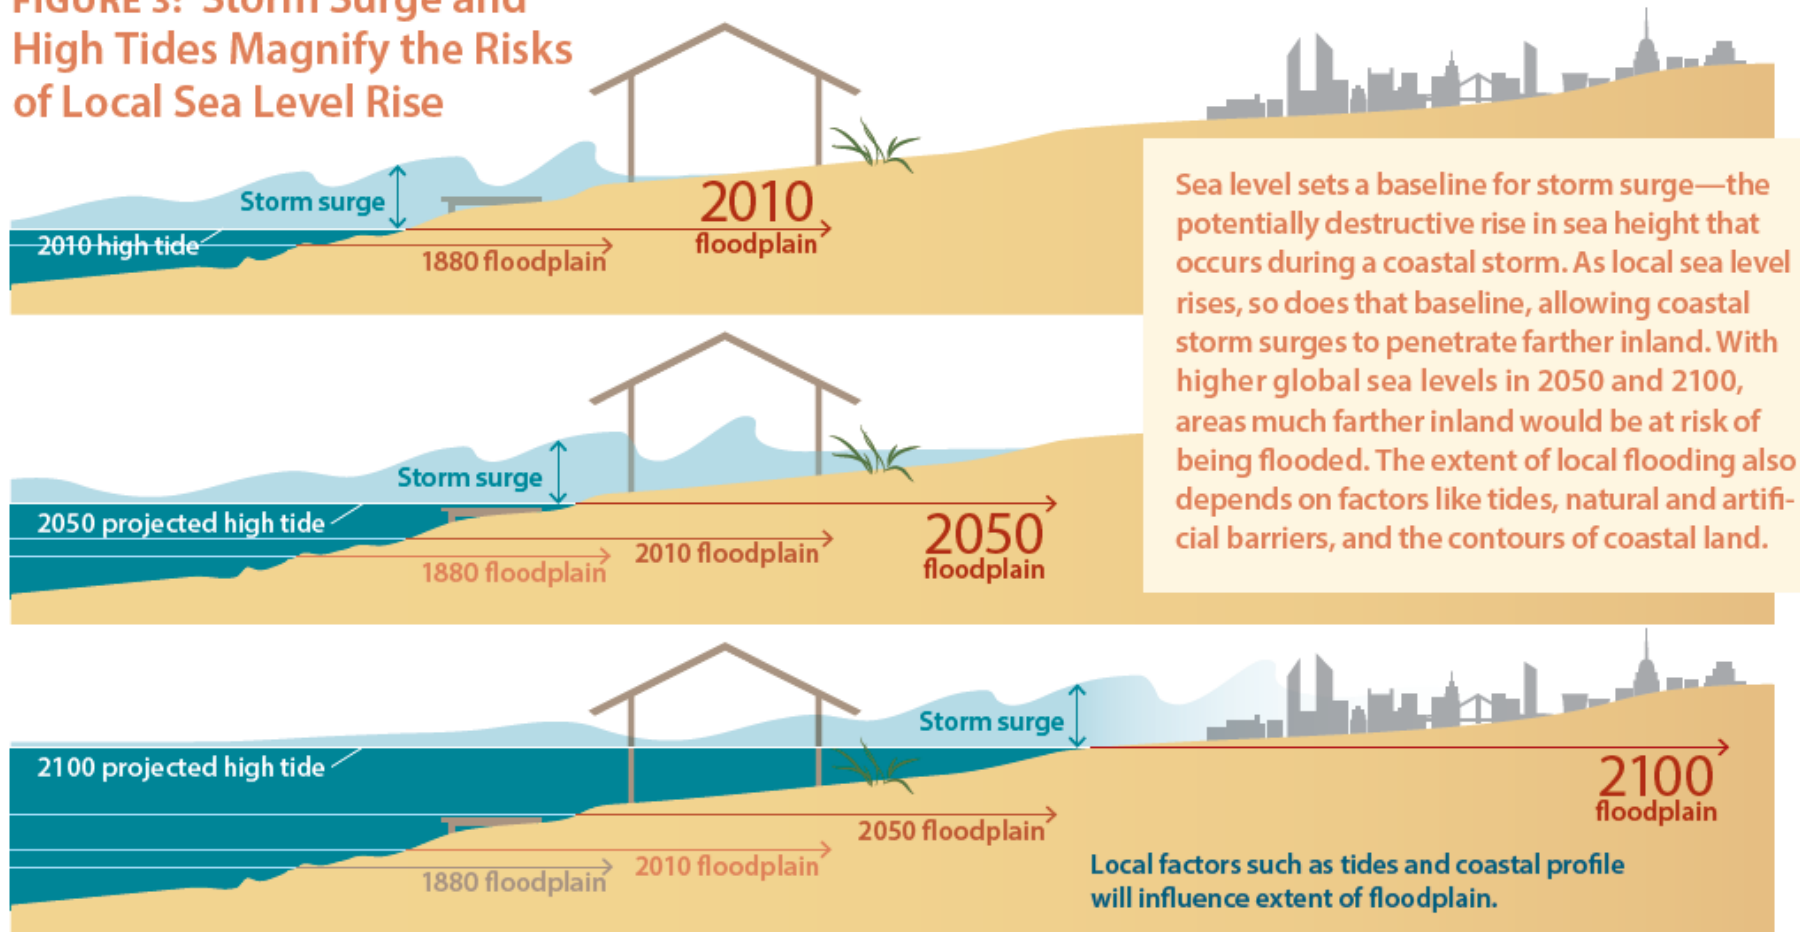 FIGURE 3: Storm Surge and
High Tides Magnify the Risks
of Local Sea Level Rise
Storm surge
2010 high tide
1880 floodplain
2010
floodplain
Sea level sets a baseline for storm surge—the
potentially destructive rise in sea height that
occurs during a coastal storm. As local sea level
rises, so does that baseline, allowing coastal
storm surges to penetrate farther inland. With
higher global sea levels in 2050 and 2100,
areas much farther inland would be at risk of
being flooded. The extent of local flooding also
depends on factors like tides, natural and artifi-
cial barriers, and the contours of coastal land.
Storm surge
2050 projected high tide
1880 floodplain
2010 floodplain
2050
floodplain
Storm surge
2100 projected high tide
1880 floodplain
2010 floodplain
2050 floodplain
2100
floodplain
Local factors such as tides and coastal profile
will influence extent of floodplain.